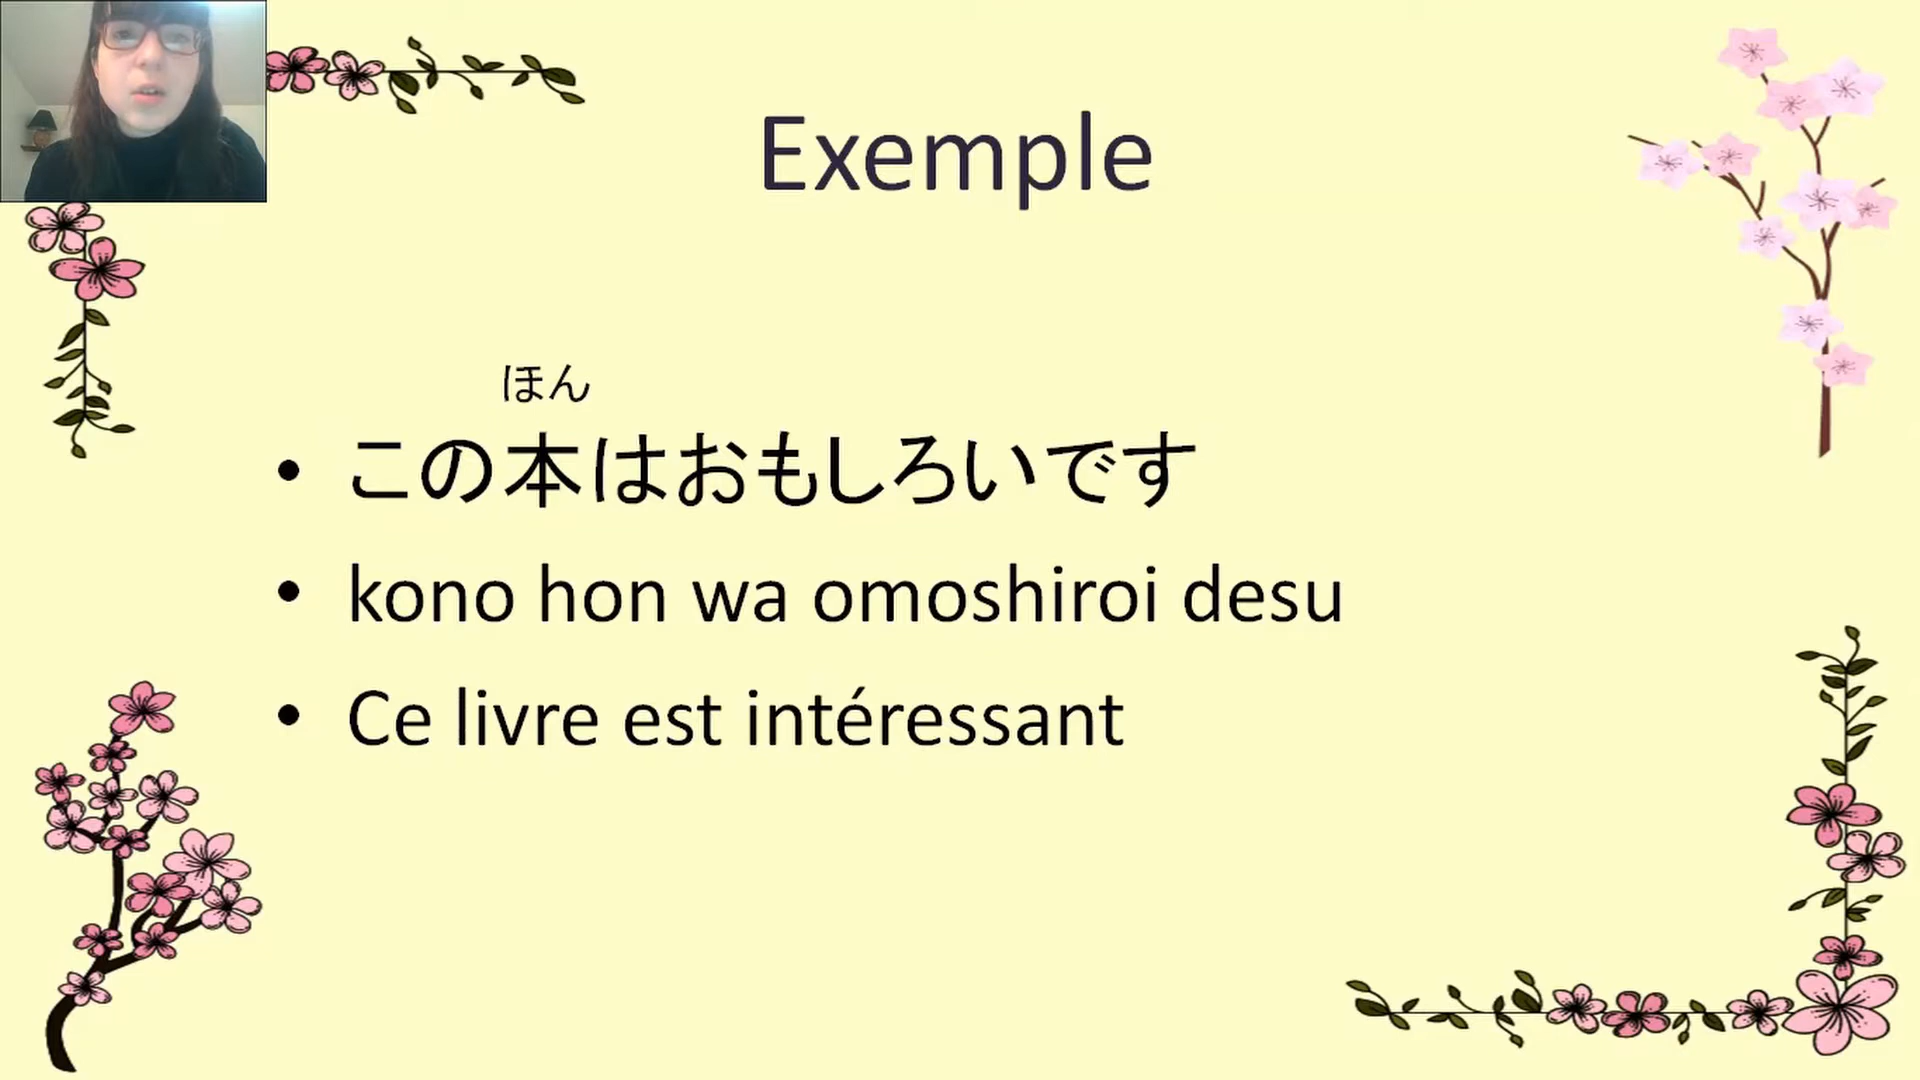 Exemple
ほん
• この本はおもしろいです
• kono hon wa omoshiroi desu
• Ce livre est intéressant